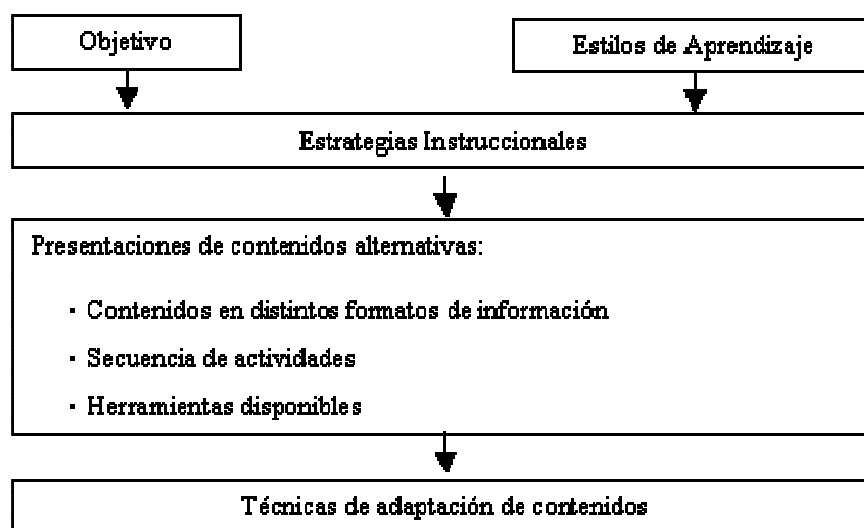 Objetivo
Estilos de Aprendizaje
Estrategias Instruccionales
Presentaciones de contenidos alternativas:
· Contenidos en distintos formatos de información
· Secuencia de actividades
· Herramientas disponibles
Técnicas de adaptación de contenidos